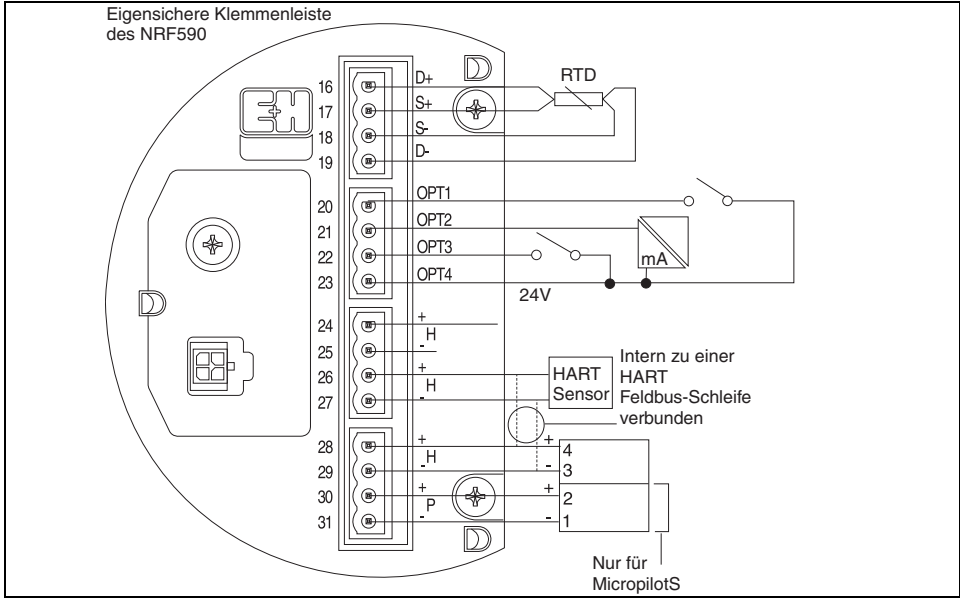 Eigensichere Klemmenleiste
des NRF590
16 D+
17 S+
18 S-
19 D-
RTD
20 OPT1
21 OPT2
22 OPT3
23 OPT4
24V
mA
24 +
H
25 -
26 +
H
27 -
HART
Sensor
Intern zu einer
HART
Feldbus-Schleife
verbunden
28 + + 4
H
29 - - 3
30 + + 2
P
31 - - 1
Nur für
MicropilotS